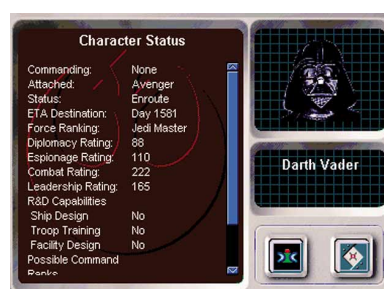 Character Status
Commanding: None
Attached: Avenger
Status: Enroute
ETA Destination: Day 1581
Force Ranking: Jedi Master
Diplomacy Rating: 88
Espionage Rating: 110
Combat Rating: 222
Leadership Rating: 165
R&D Capabilities
Ship Design No
Troop Training No
Facility Design No
Possible Command
Ranks
Darth Vader